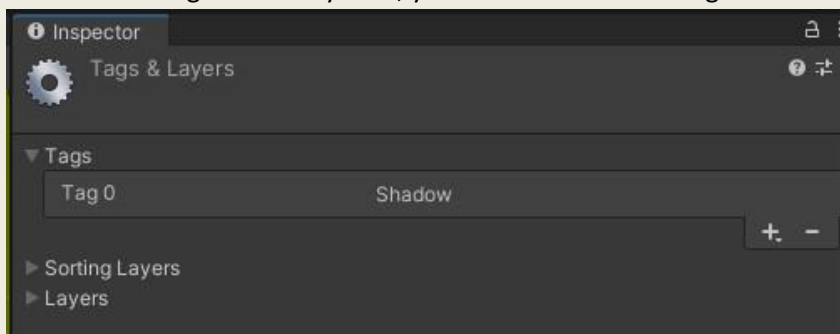 Inspector
Tags & Layers
Tags
Tag 0 Shadow
Sorting Layers
Layers